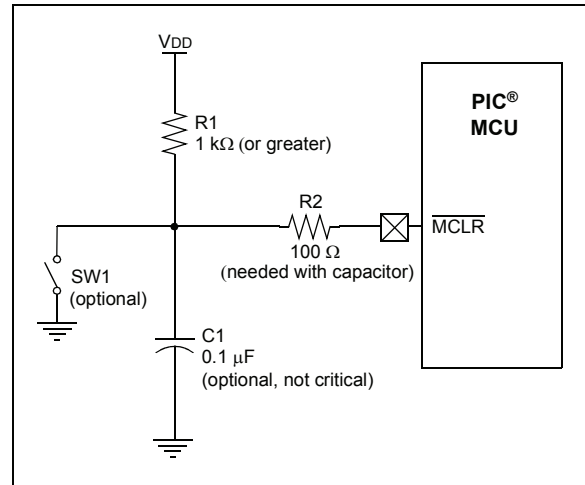 VDD
PIC®
MCU
R1
1 kΩ (or greater)
R2
MCLR
100 Ω
(needed with capacitor)
SW1
(optional)
C1
0.1 μF
(optional, not critical)